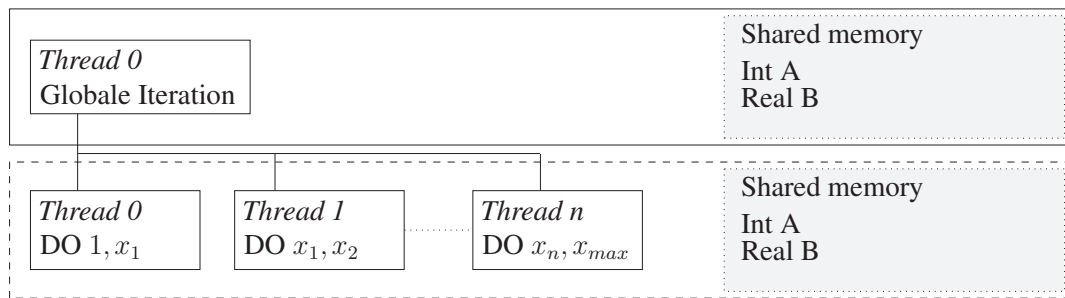 Thread 0
Globale Iteration
Shared memory
Int A
Real B
Thread 0
DO 1, x₁
Thread 1
DO x₁, x₂
Thread n
DO xₙ, xₘₐₓ
Shared memory
Int A
Real B